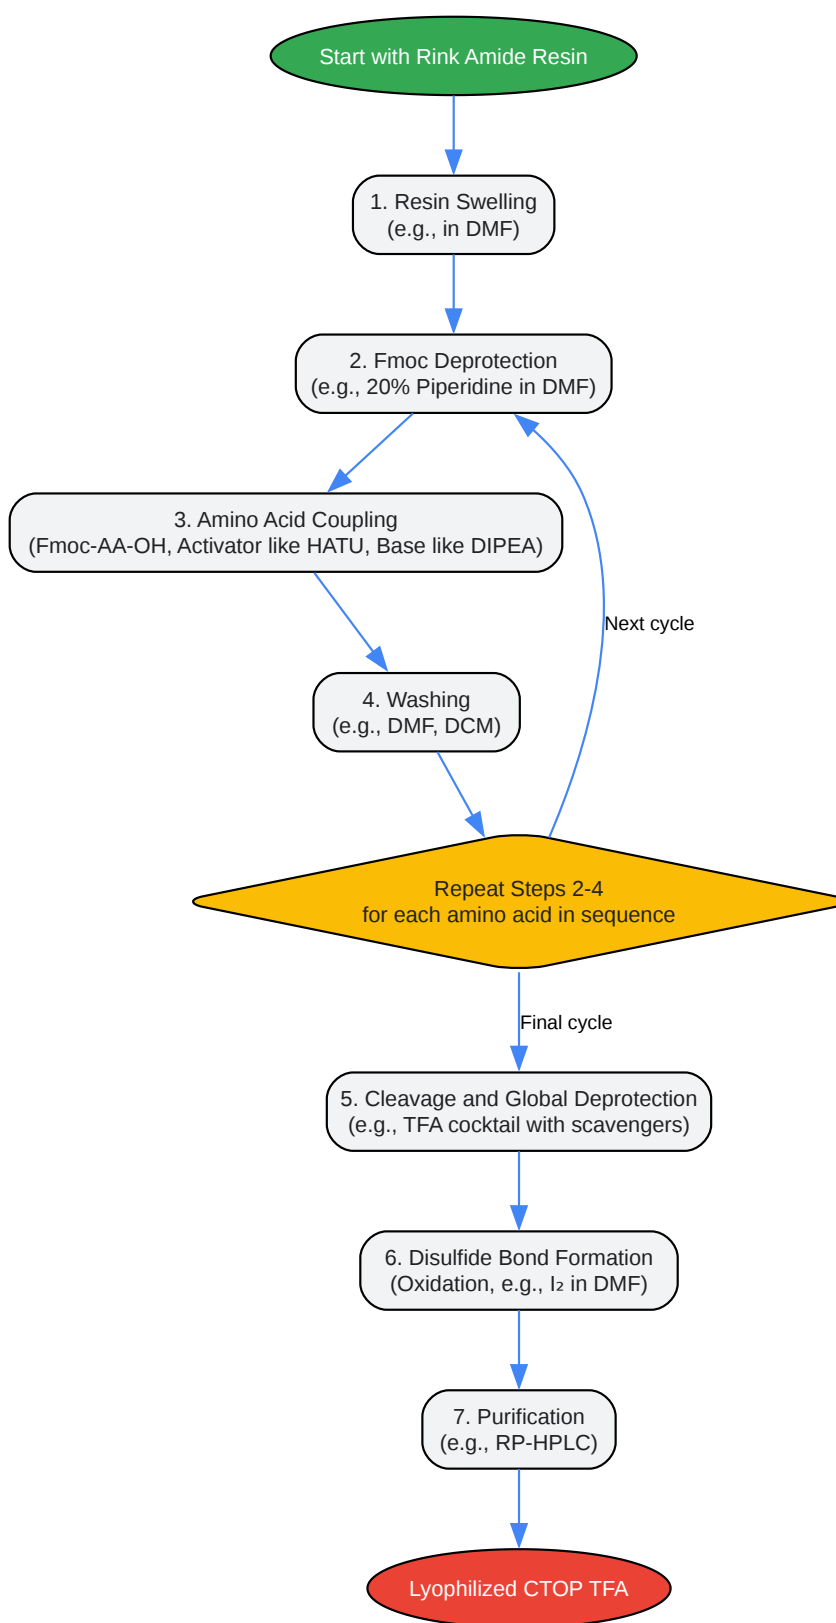 Start with Rink Amide Resin
1. Resin Swelling
(e.g., in DMF)
2. Fmoc Deprotection
(e.g., 20% Piperidine in DMF)
3. Amino Acid Coupling
(Fmoc-AA-OH, Activator like HATU, Base like DIPEA)
Next cycle
4. Washing
(e.g., DMF, DCM)
Repeat Steps 2-4
for each amino acid in sequence
Final cycle
5. Cleavage and Global Deprotection
(e.g., TFA cocktail with scavengers)
6. Disulfide Bond Formation
(Oxidation, e.g., I₂ in DMF)
7. Purification
(e.g., RP-HPLC)
Lyophilized CTOP TFA